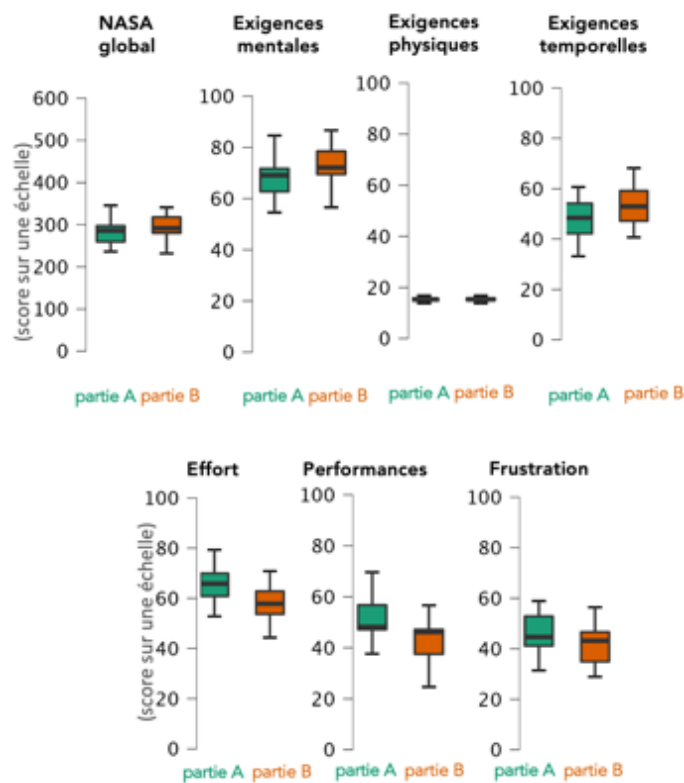 NASA
global
Exigences
mentales
Exigences
physiques
Exigences
temporelles
(score sur une échelle)
600
500
400
300
200
100
0
100
80
60
40
20
0
100
80
60
40
20
0
100
80
60
40
20
0
partie A partie B
partie A partie B
partie A partie B
partie A partie B
Effort
Performances
Frustration
(score sur une échelle)
100
80
60
40
20
0
100
80
60
40
20
0
100
80
60
40
20
0
partie A partie B
partie A partie B
partie A partie B